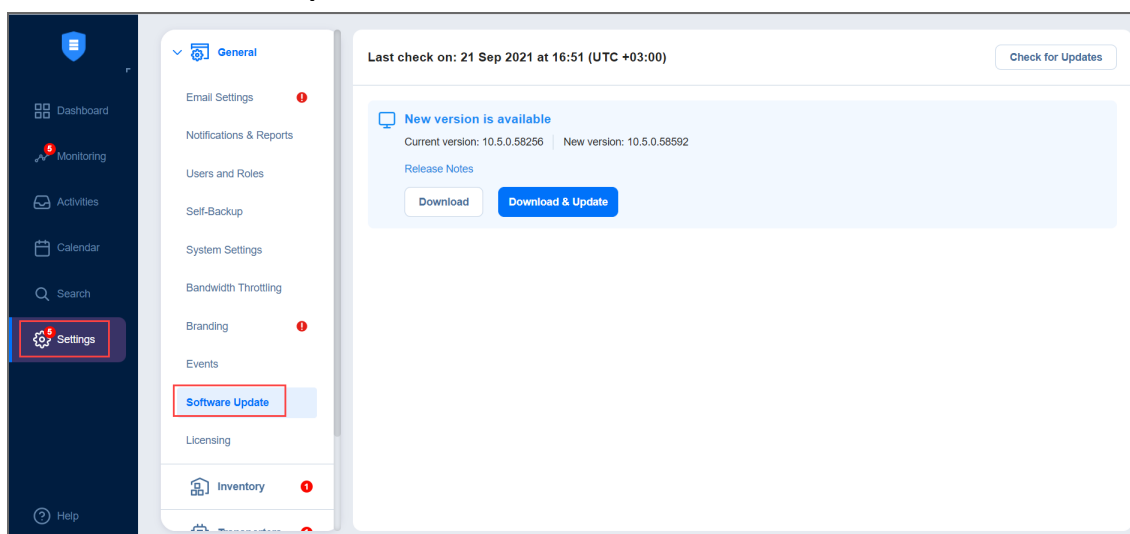 Dashboard
5
Monitoring
Activities
Calendar
Search
5
Settings
Help
General
Email Settings
Notifications & Reports
Users and Roles
Self-Backup
System Settings
Bandwidth Throttling
Branding
Events
Software Update
Licensing
Inventory 1
Last check on: 21 Sep 2021 at 16:51 (UTC +03:00) Check for Updates
New version is available
Current version: 10.5.0.58256 New version: 10.5.0.58592
Release Notes
Download Download & Update